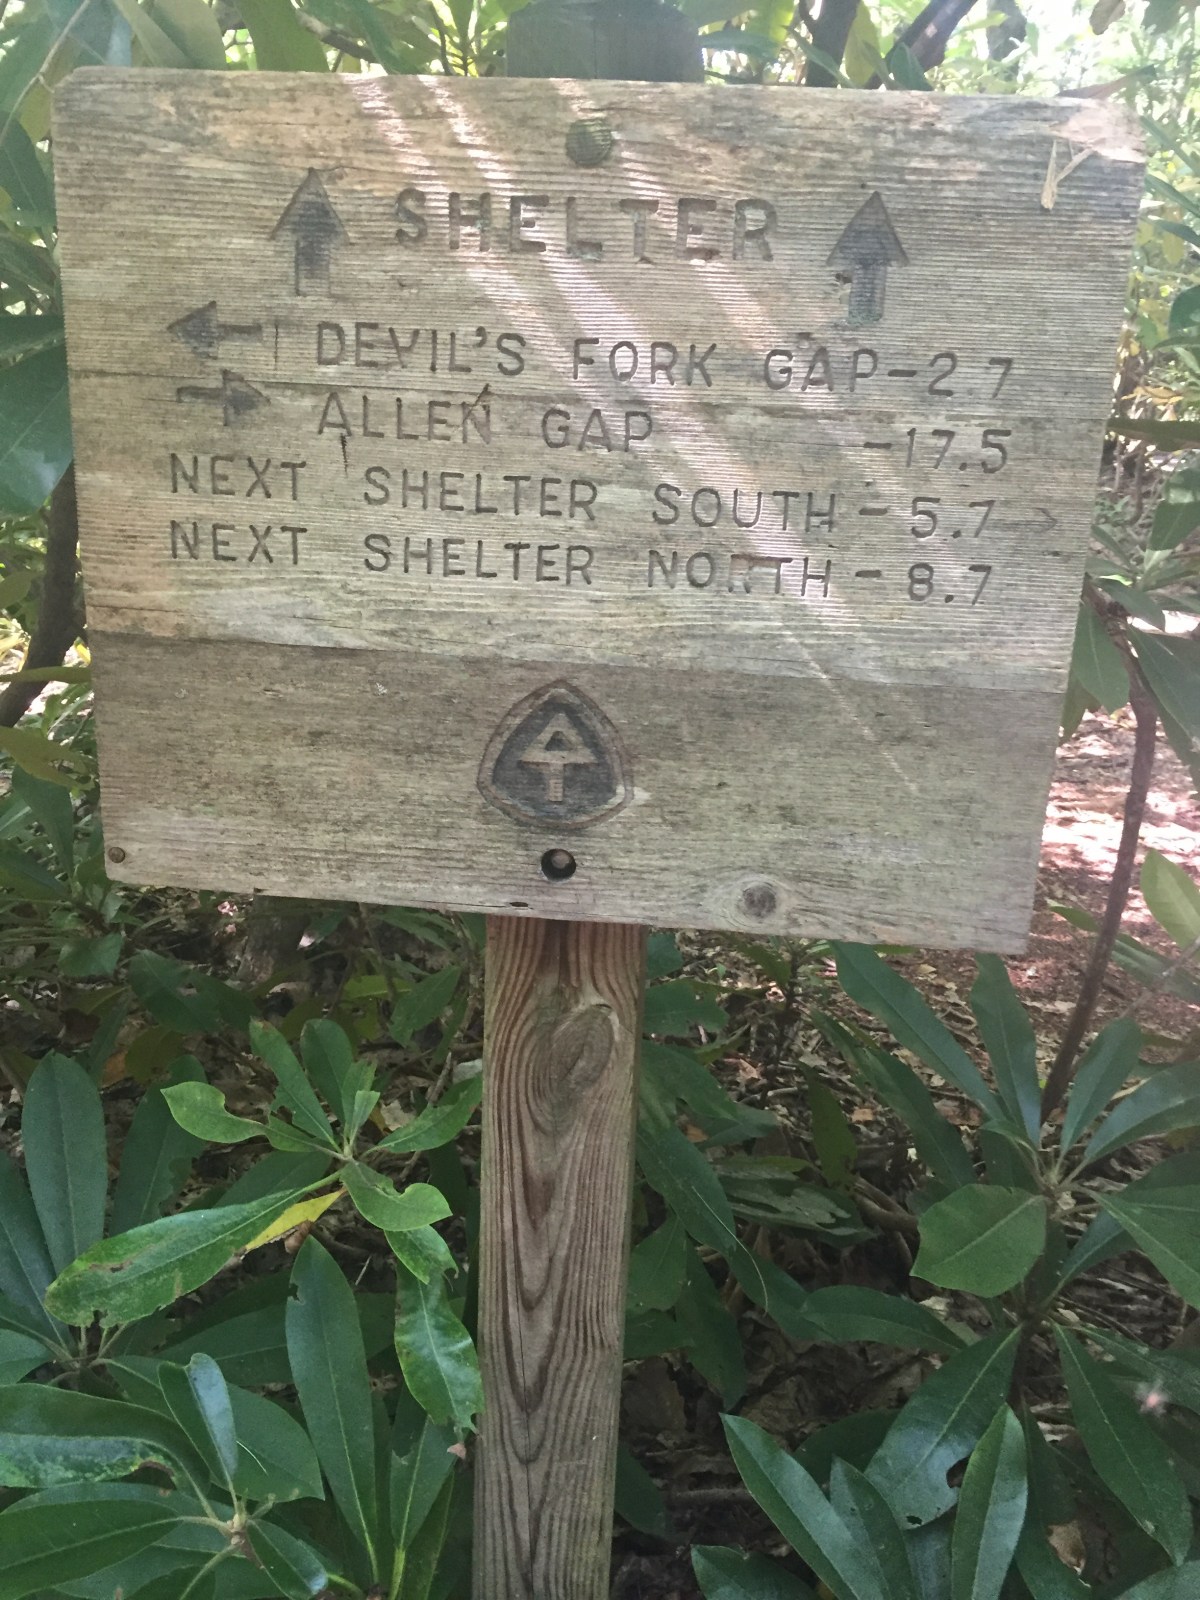 SHELTER
DEVIL'S FORK GAP-2.7
ALLEN GAP -17.5
NEXT SHELTER SOUTH - 5.7
NEXT SHELTER NORTH - 8.7
AT